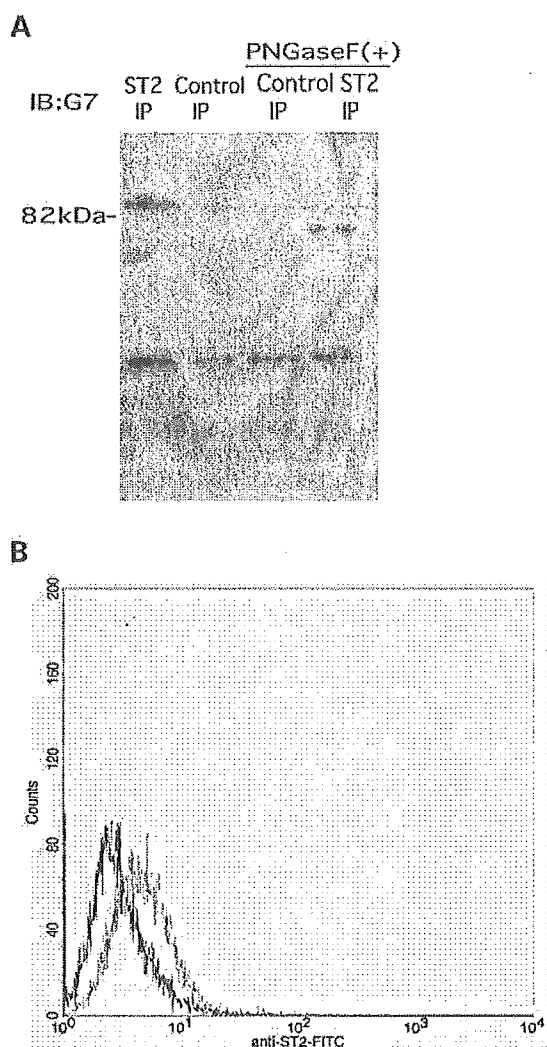 A
PNGaseF(+)
ST2 Control Control ST2
IB:G7 IP IP IP IP
82kDa-
B
200
160
120
80
40
0
Counts
10^0 10^1 10^2 10^3 10^4
anti-ST2-FITC